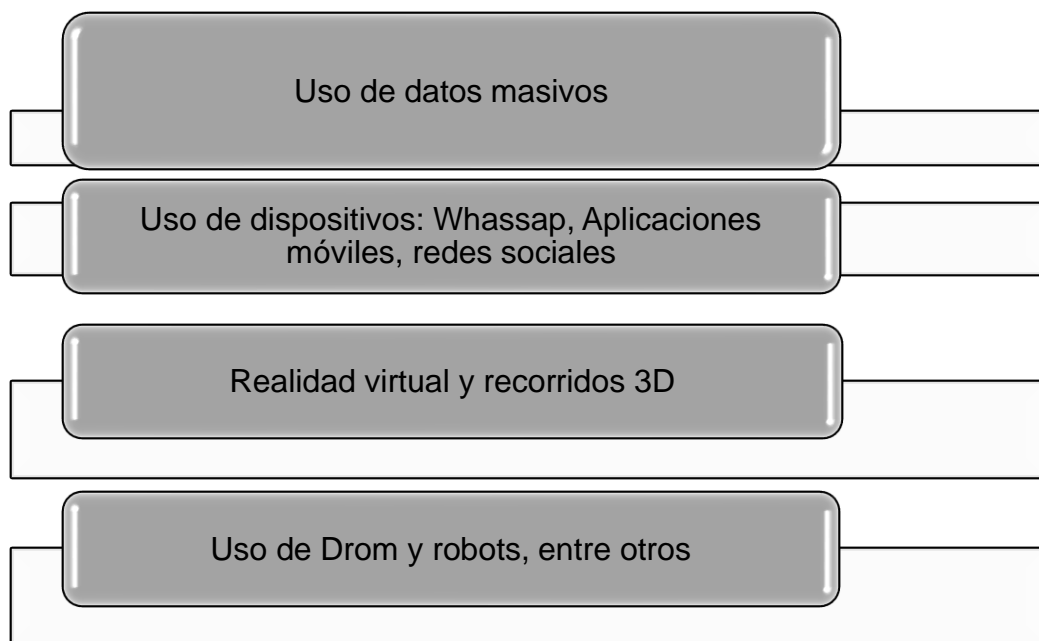 Uso de datos masivos
Uso de dispositivos: Whassap, Aplicaciones
móviles, redes sociales
Realidad virtual y recorridos 3D
Uso de Drom y robots, entre otros